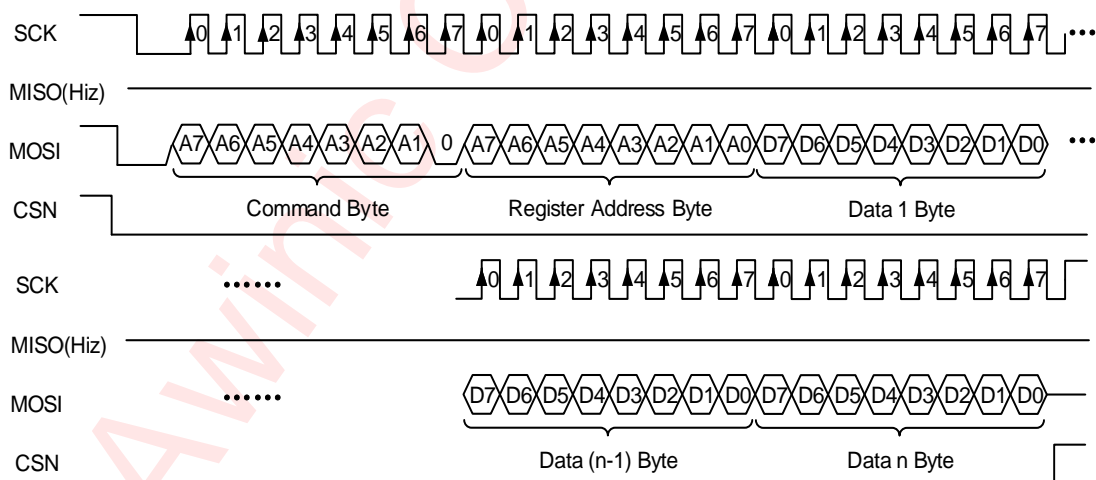 SCK 0 1 2 3 4 5 6 7 0 1 2 3 4 5 6 7 0 1 2 3 4 5 6 7 •••
MISO(Hiz)
MOSI A7 A6 A5 A4 A3 A2 A1 0 A7 A6 A5 A4 A3 A2 A1 A0 D7 D6 D5 D4 D3 D2 D1 D0 •••
Command Byte Register Address Byte Data 1 Byte
CSN
SCK •••••• 0 1 2 3 4 5 6 7 0 1 2 3 4 5 6 7
MISO(Hiz)
MOSI •••••• D7 D6 D5 D4 D3 D2 D1 D0 D7 D6 D5 D4 D3 D2 D1 D0
CSN Data (n-1) Byte Data n Byte
Awinic